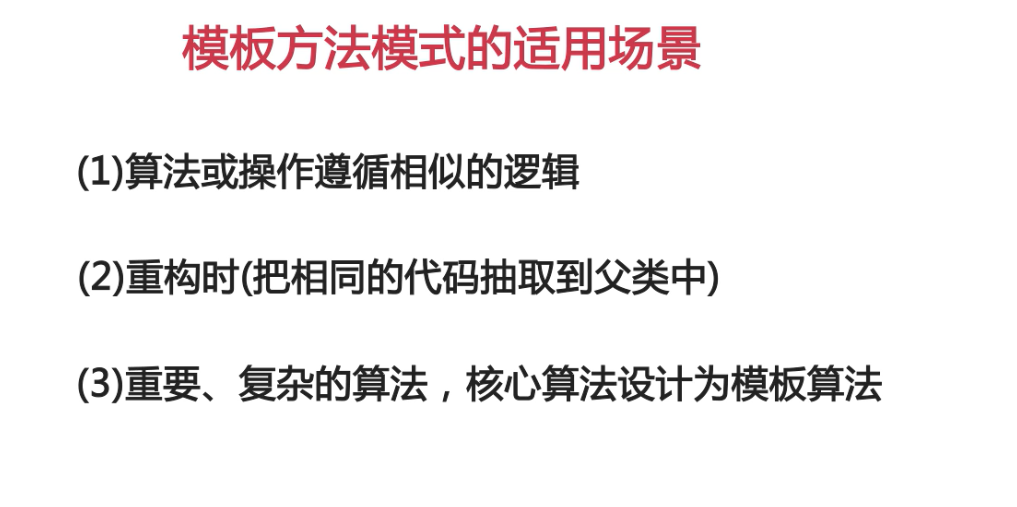 模板方法模式的适用场景
(1)算法或操作遵循相似的逻辑
(2)重构时(把相同的代码抽取到父类中)
(3)重要、复杂的算法，核心算法设计为模板算法